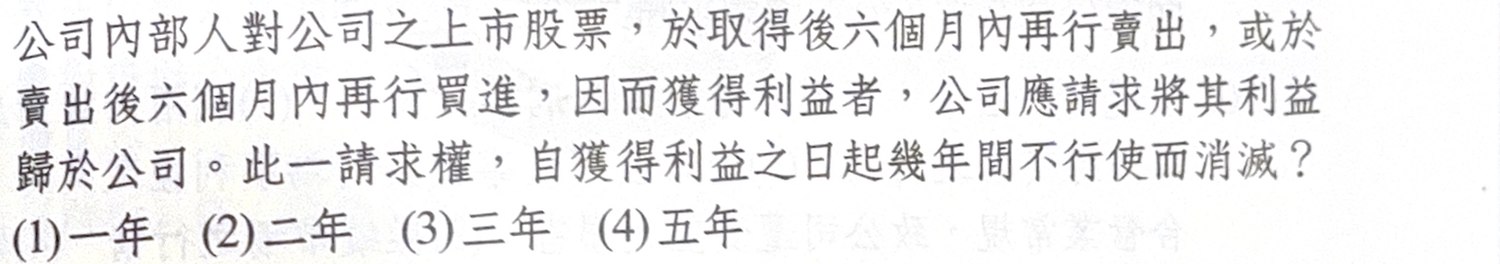 公司內部人對公司之上市股票，於取得後六個月內再行賣出，或於
賣出後六個月內再行買進，因而獲得利益者，公司應請求將其利益
歸於公司。此一請求權，自獲得利益之日起幾年間不行使而消滅？
(1)一年 (2)二年 (3)三年 (4)五年